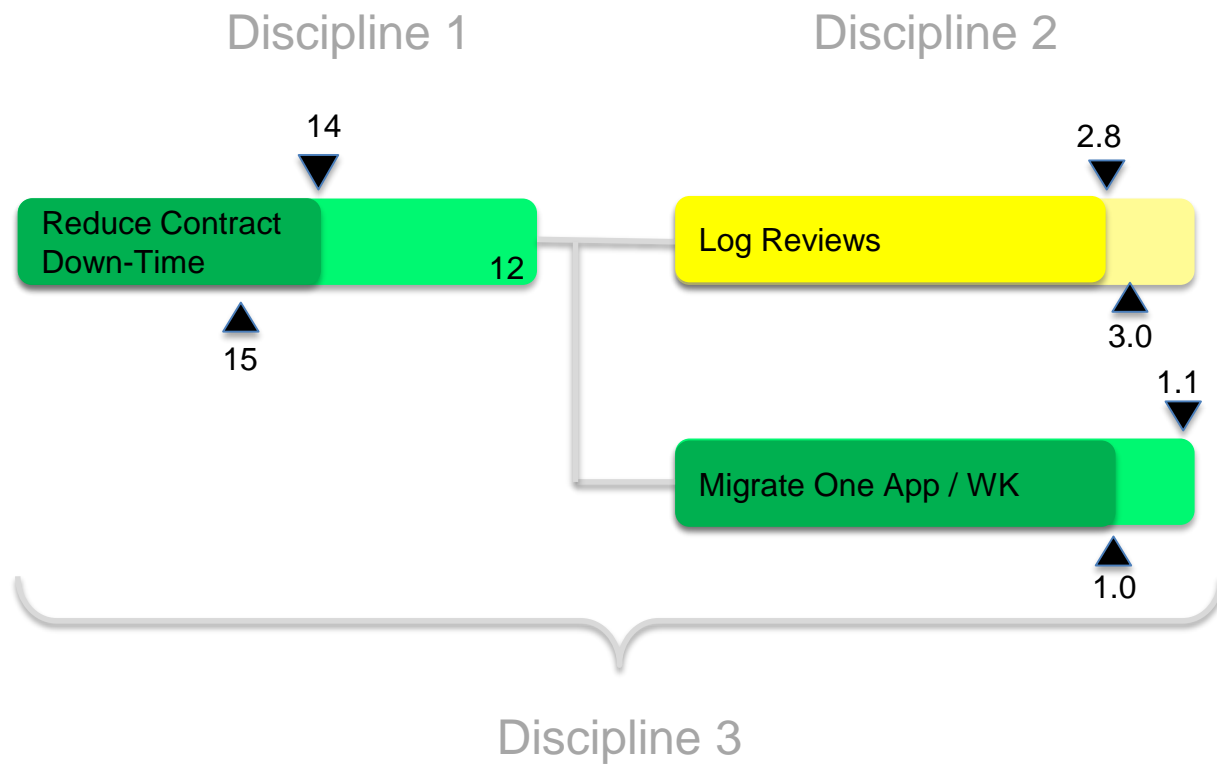 Discipline 1
Discipline 2
14
2.8
Reduce Contract
Down-Time
12
Log Reviews
15
3.0
1.1
Migrate One App / WK
1.0
Discipline 3